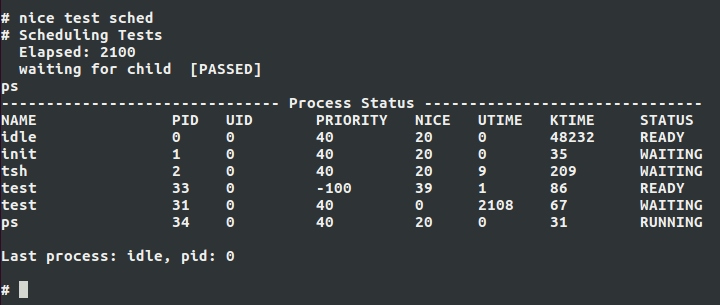 # nice test sched
# Scheduling Tests
  Elapsed: 2100
  waiting for child  [PASSED]
ps
------------------------------- Process Status -------------------------------
NAME               PID   UID       PRIORITY   NICE   UTIME   KTIME     STATUS
idle               0     0         40         20     0       48232     READY
init               1     0         40         20     0       35        WAITING
tsh                2     0         40         20     9       209       WAITING
test               33    0         -100       39     1       86        READY
test               31    0         40         0      2108    67        WAITING
ps                 34    0         40         20     0       31        RUNNING

Last process: idle, pid: 0

#